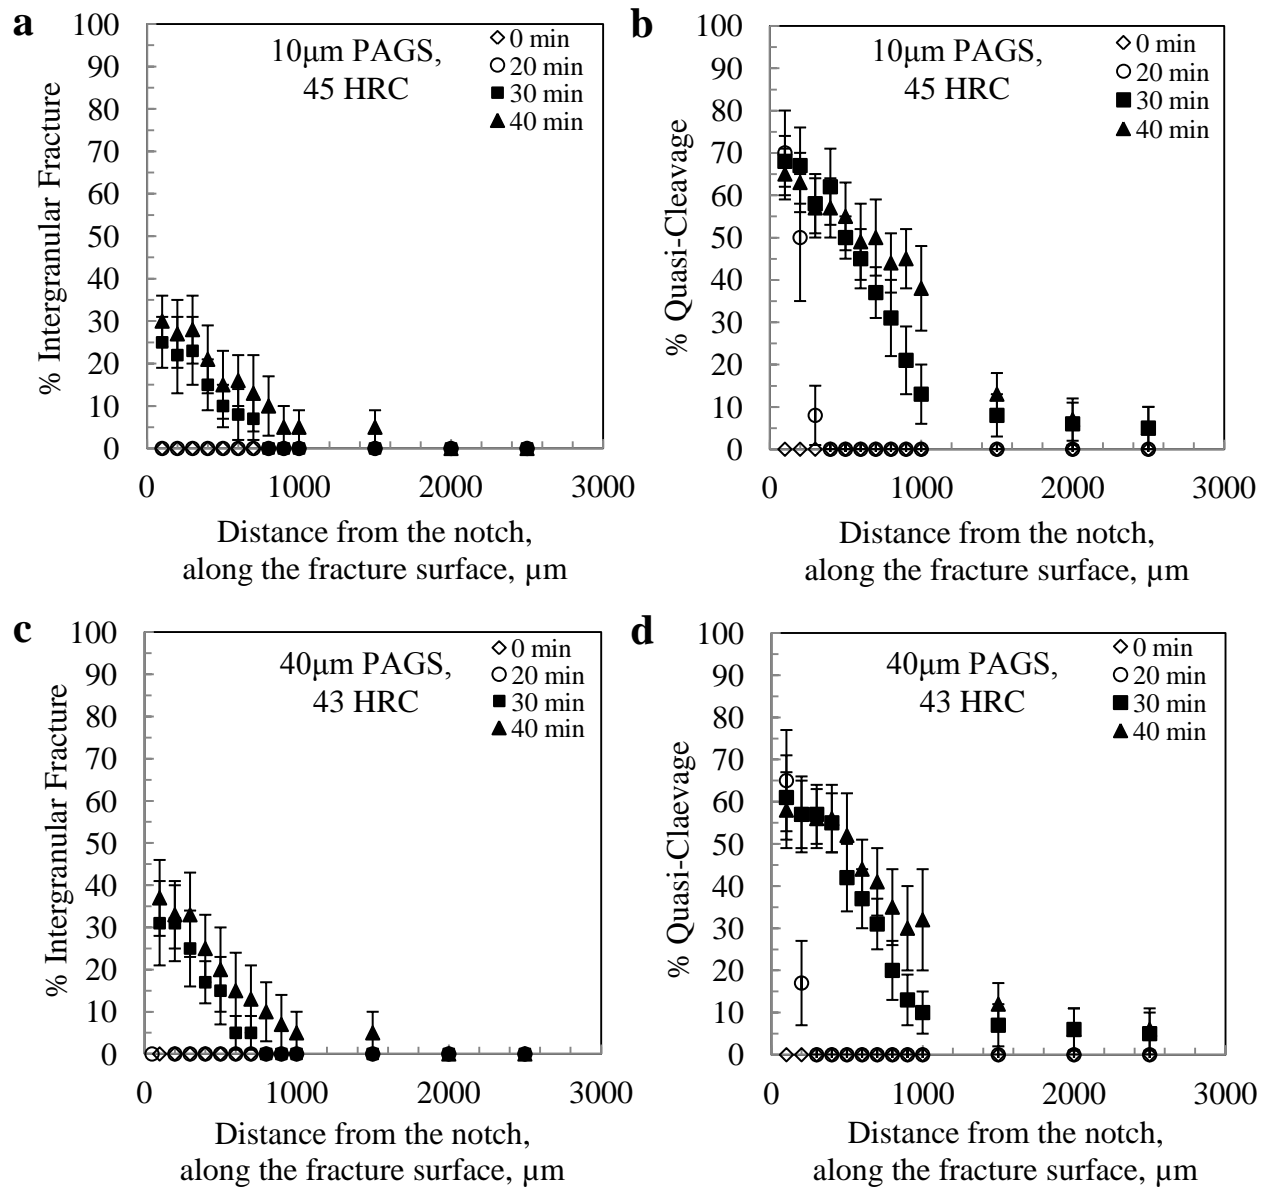 a
10μm PAGS,
45 HRC
0 min
20 min
30 min
40 min
% Intergranular Fracture
100
90
80
70
60
50
40
30
20
10
0
0 1000 2000 3000
Distance from the notch,
along the fracture surface, μm
b
10μm PAGS,
45 HRC
0 min
20 min
30 min
40 min
% Quasi-Cleavage
100
90
80
70
60
50
40
30
20
10
0
0 1000 2000 3000
Distance from the notch,
along the fracture surface, μm
c
40μm PAGS,
43 HRC
0 min
20 min
30 min
40 min
% Intergranular Fracture
100
90
80
70
60
50
40
30
20
10
0
0 1000 2000 3000
Distance from the notch,
along the fracture surface, μm
d
40μm PAGS,
43 HRC
0 min
20 min
30 min
40 min
% Quasi-Claevage
100
90
80
70
60
50
40
30
20
10
0
0 1000 2000 3000
Distance from the notch,
along the fracture surface, μm